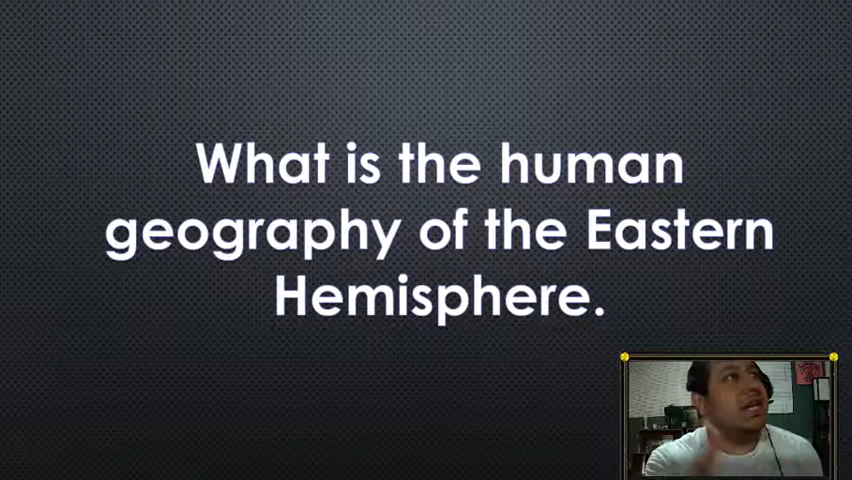 What is the human
geography of the Eastern
Hemisphere.